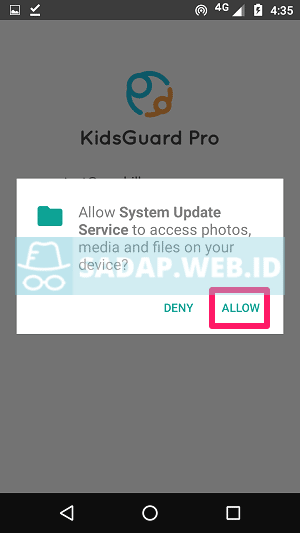 4G 4:35
KidsGuard Pro
Allow System Update
Service to access photos,
media and files on your
device?
SADAP.WEB.ID
DENY ALLOW